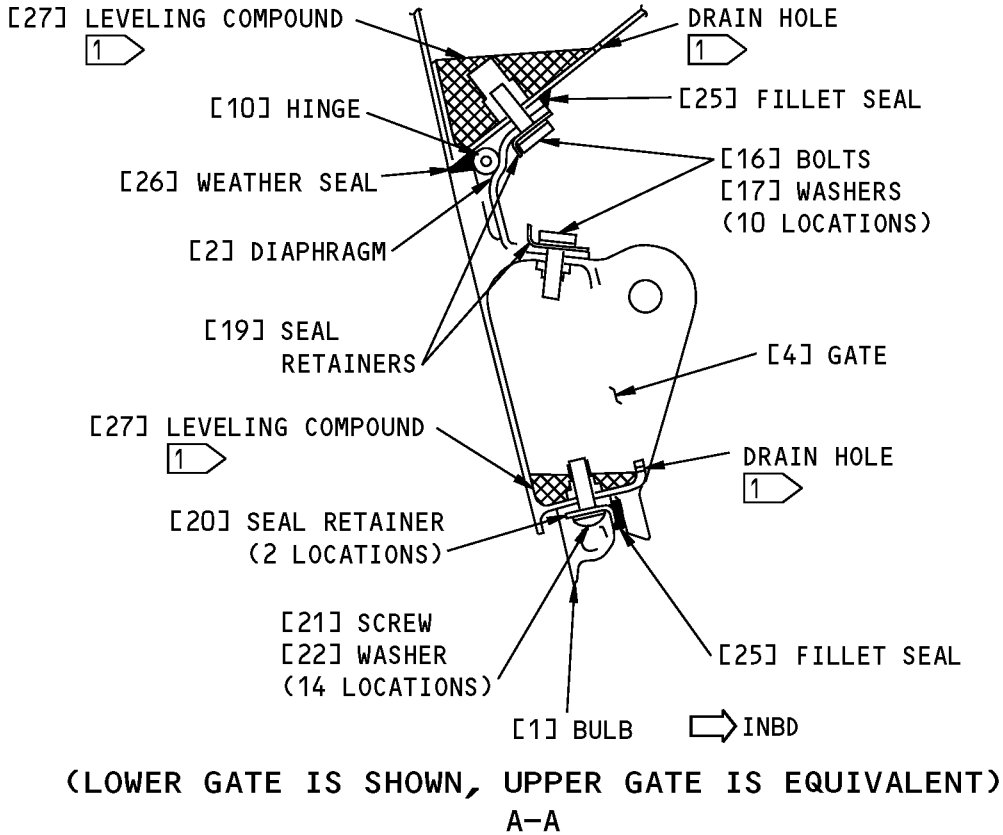 [27] LEVELING COMPOUND
1
DRAIN HOLE
1
[10] HINGE
[25] FILLET SEAL
[26] WEATHER SEAL
[16] BOLTS
[17] WASHERS
(10 LOCATIONS)
[2] DIAPHRAGM
[19] SEAL
RETAINERS
[4] GATE
[27] LEVELING COMPOUND
1
DRAIN HOLE
1
[20] SEAL RETAINER
(2 LOCATIONS)
[21] SCREW
[22] WASHER
(14 LOCATIONS)
[25] FILLET SEAL
[1] BULB
INBD
(LOWER GATE IS SHOWN, UPPER GATE IS EQUIVALENT)
A-A